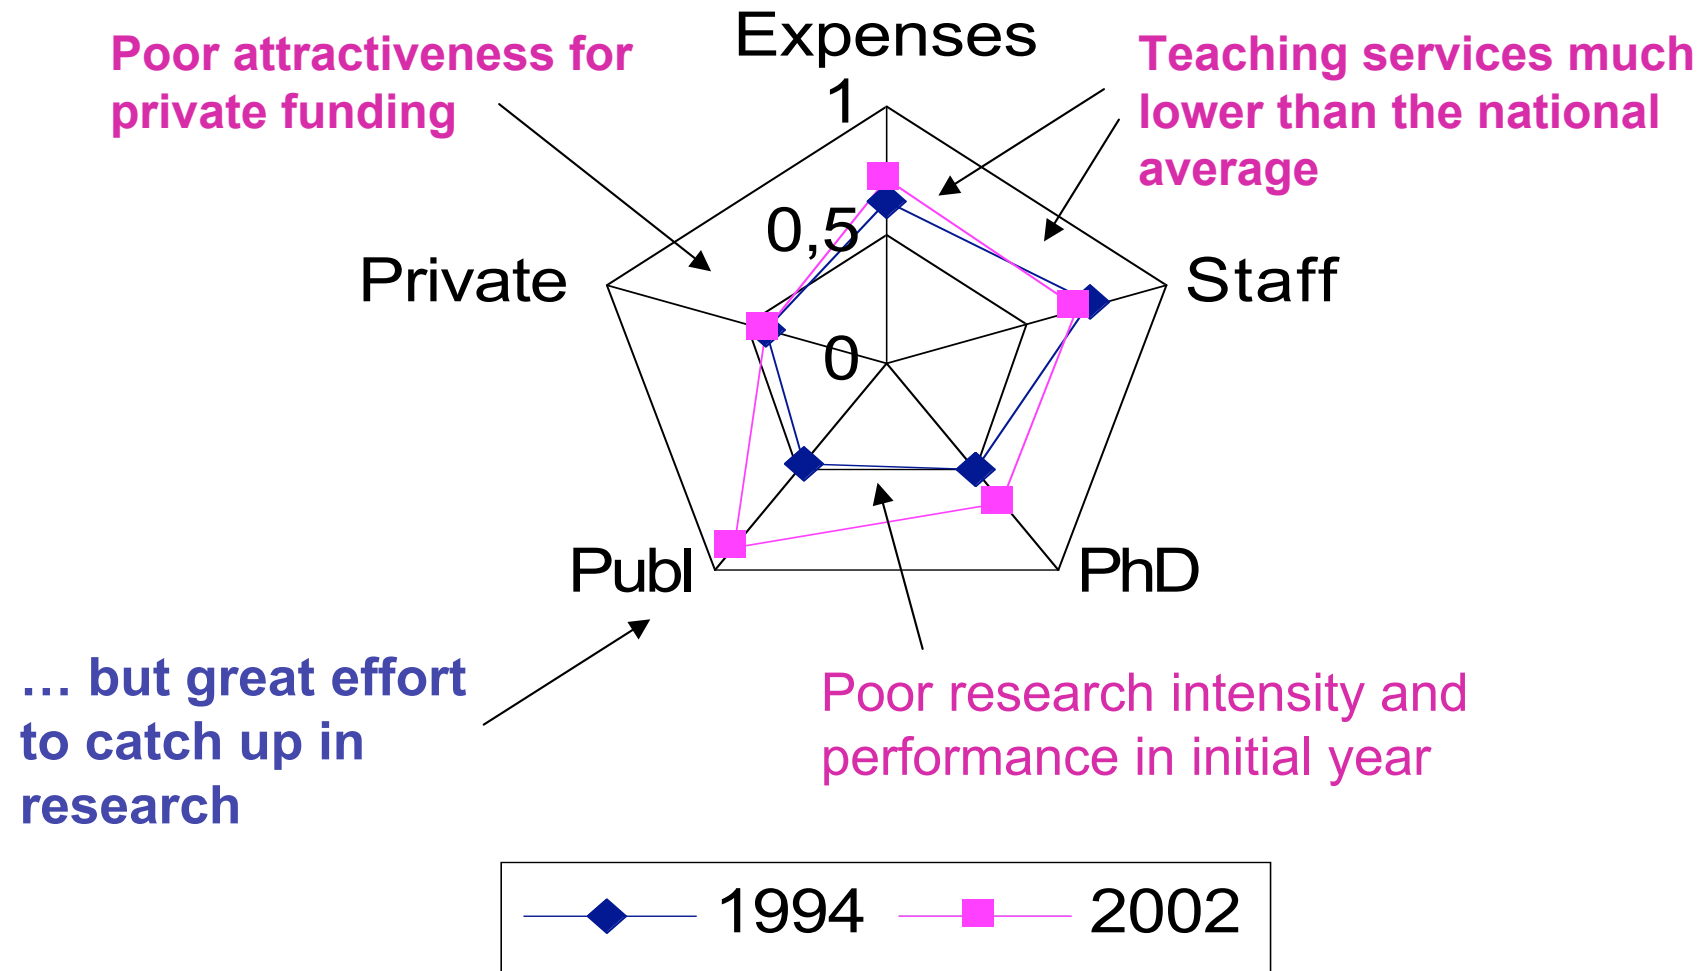 Poor attractiveness for
private funding
Expenses
Teaching services much
lower than the national
average
1
0,5
0
Private
Staff
Publ
PhD
… but great effort
to catch up in
research
Poor research intensity and
performance in initial year
1994
2002